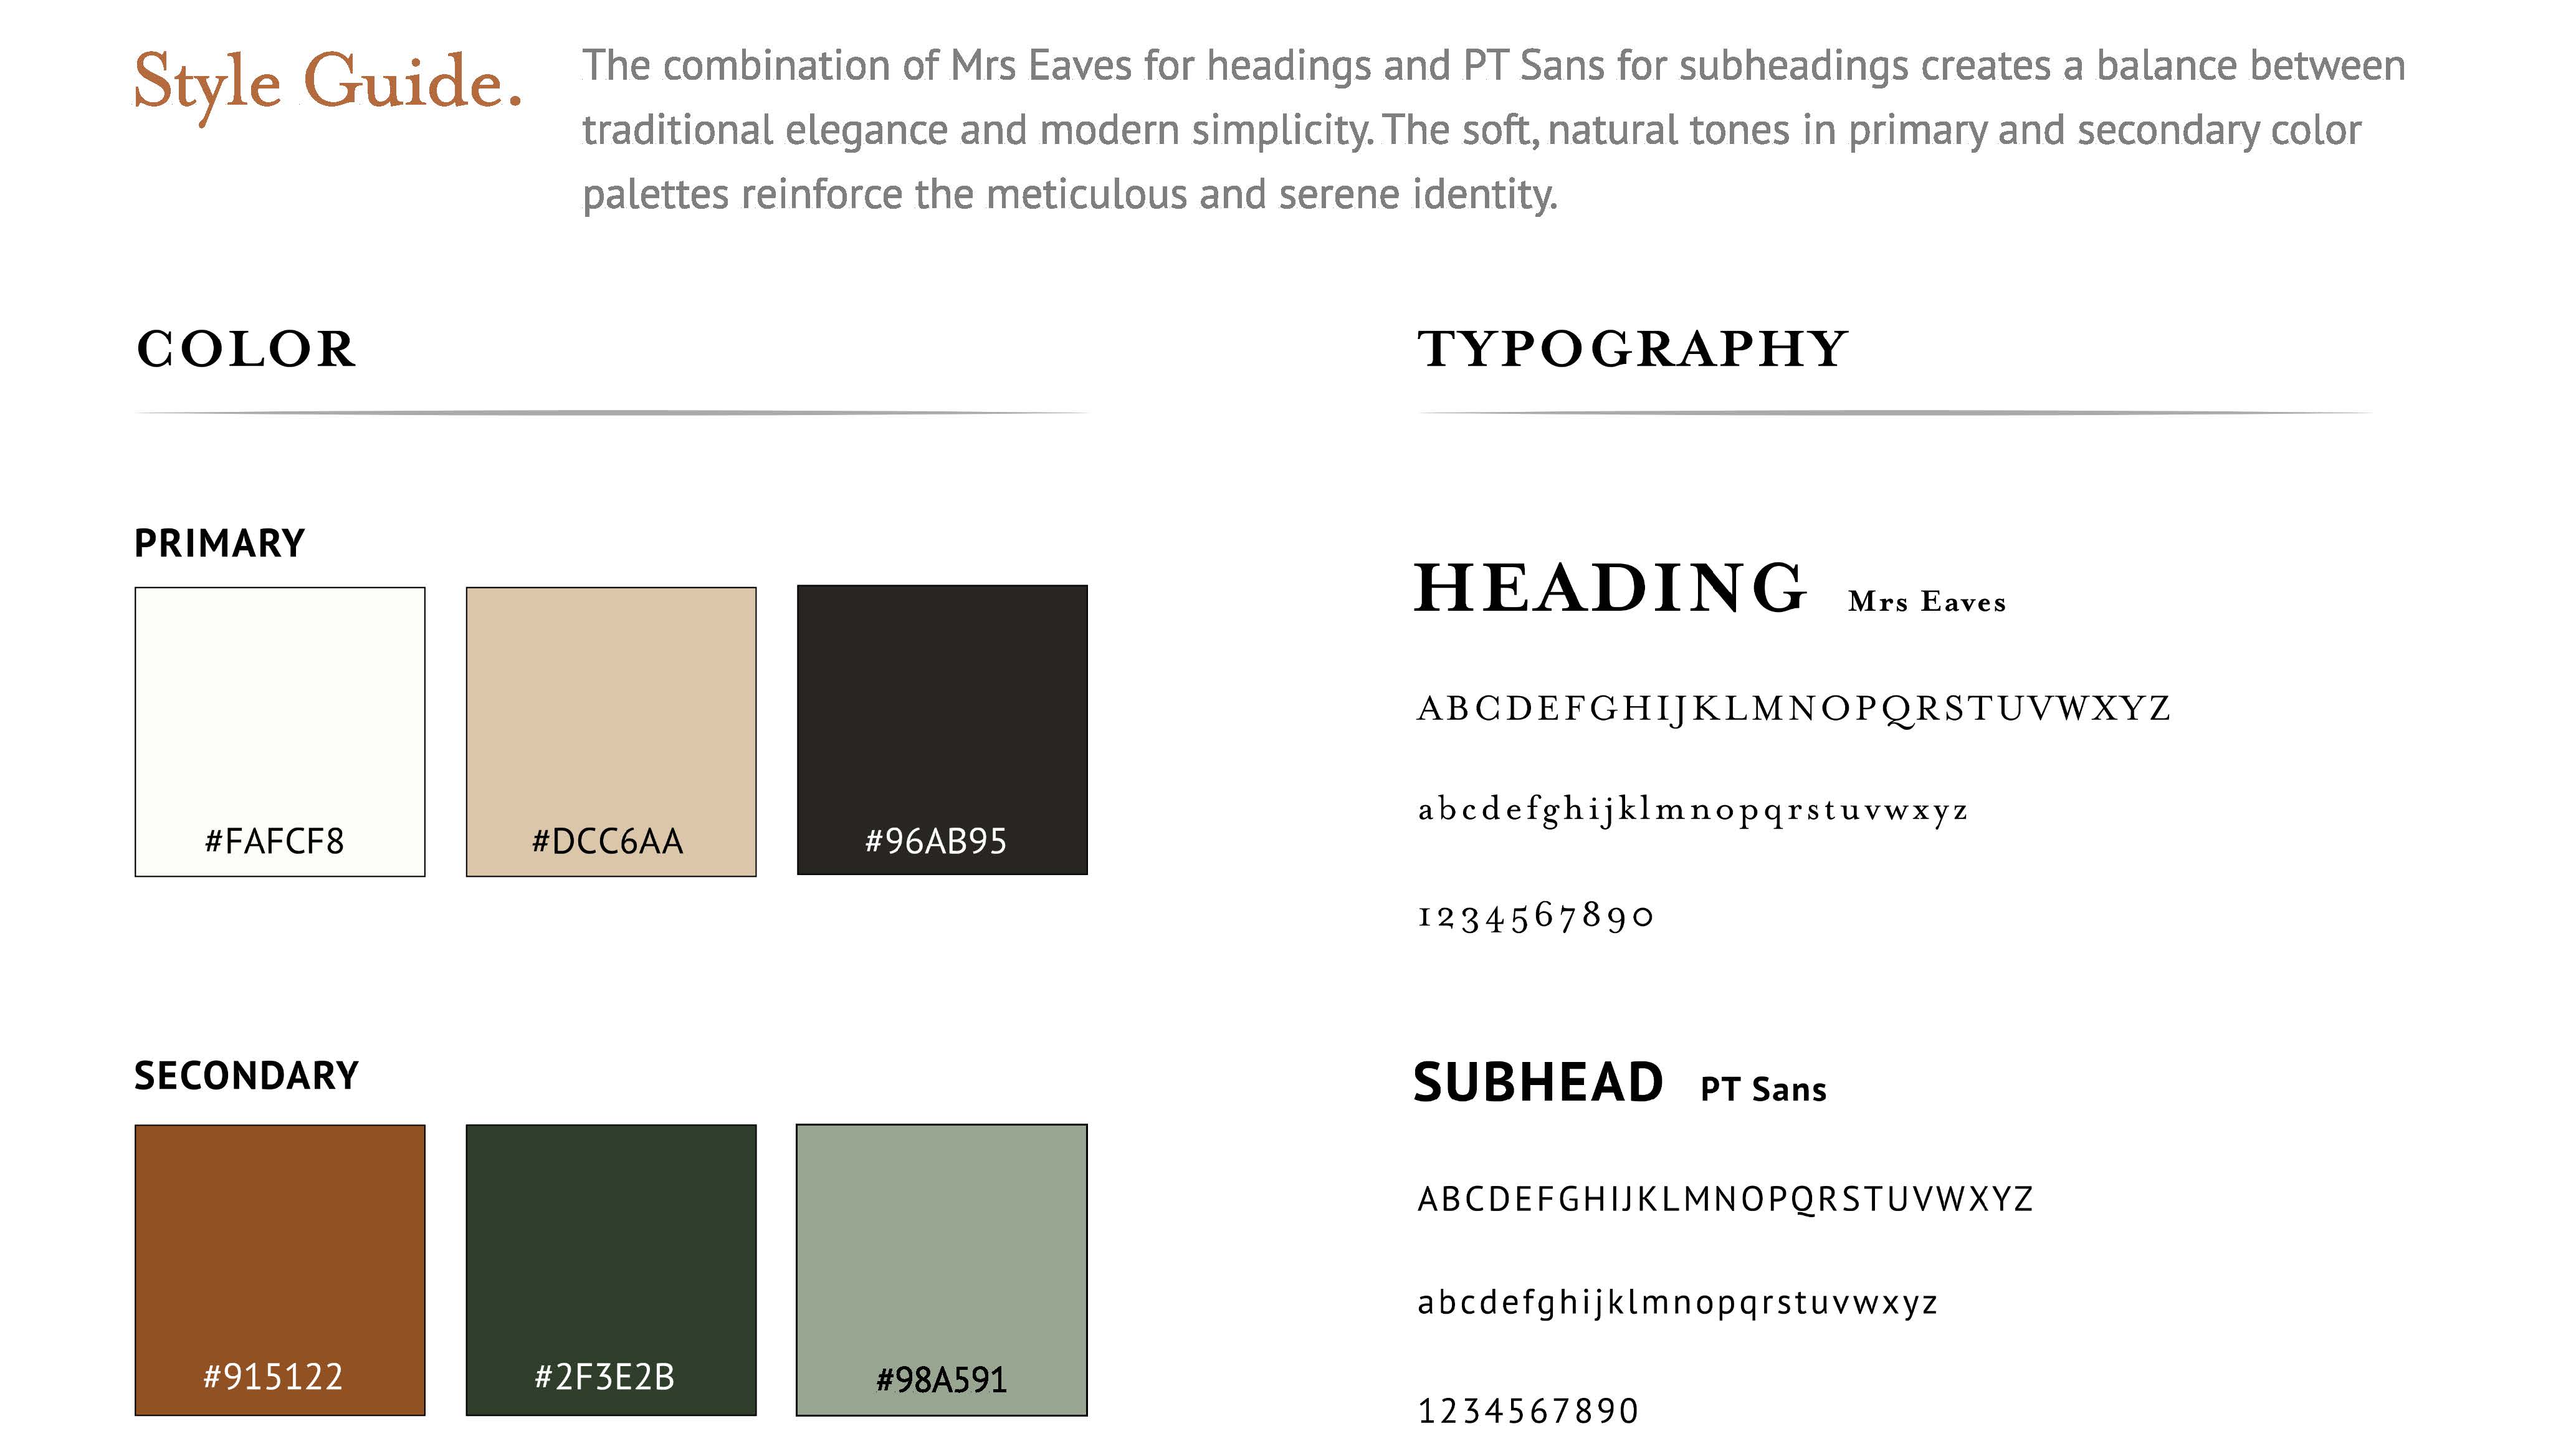 Style Guide.
The combination of Mrs Eaves for headings and PT Sans for subheadings creates a balance between
traditional elegance and modern simplicity. The soft, natural tones in primary and secondary color
palettes reinforce the meticulous and serene identity.
COLOR
PRIMARY
#FAFCF8
#DCC6AA
#96AB95
SECONDARY
#915122
#2F3E2B
#98A591
TYPOGRAPHY
HEADING Mrs Eaves
ABCDEFGHIJKLMNOPQRSTUVWXYZ
abcdefghijklmnopqrstuvwxyz
1234567890
SUBHEAD PT Sans
ABCDEFGHIJKLMNOPQRSTUVWXYZ
abcdefghijklmnopqrstuvwxyz
1234567890